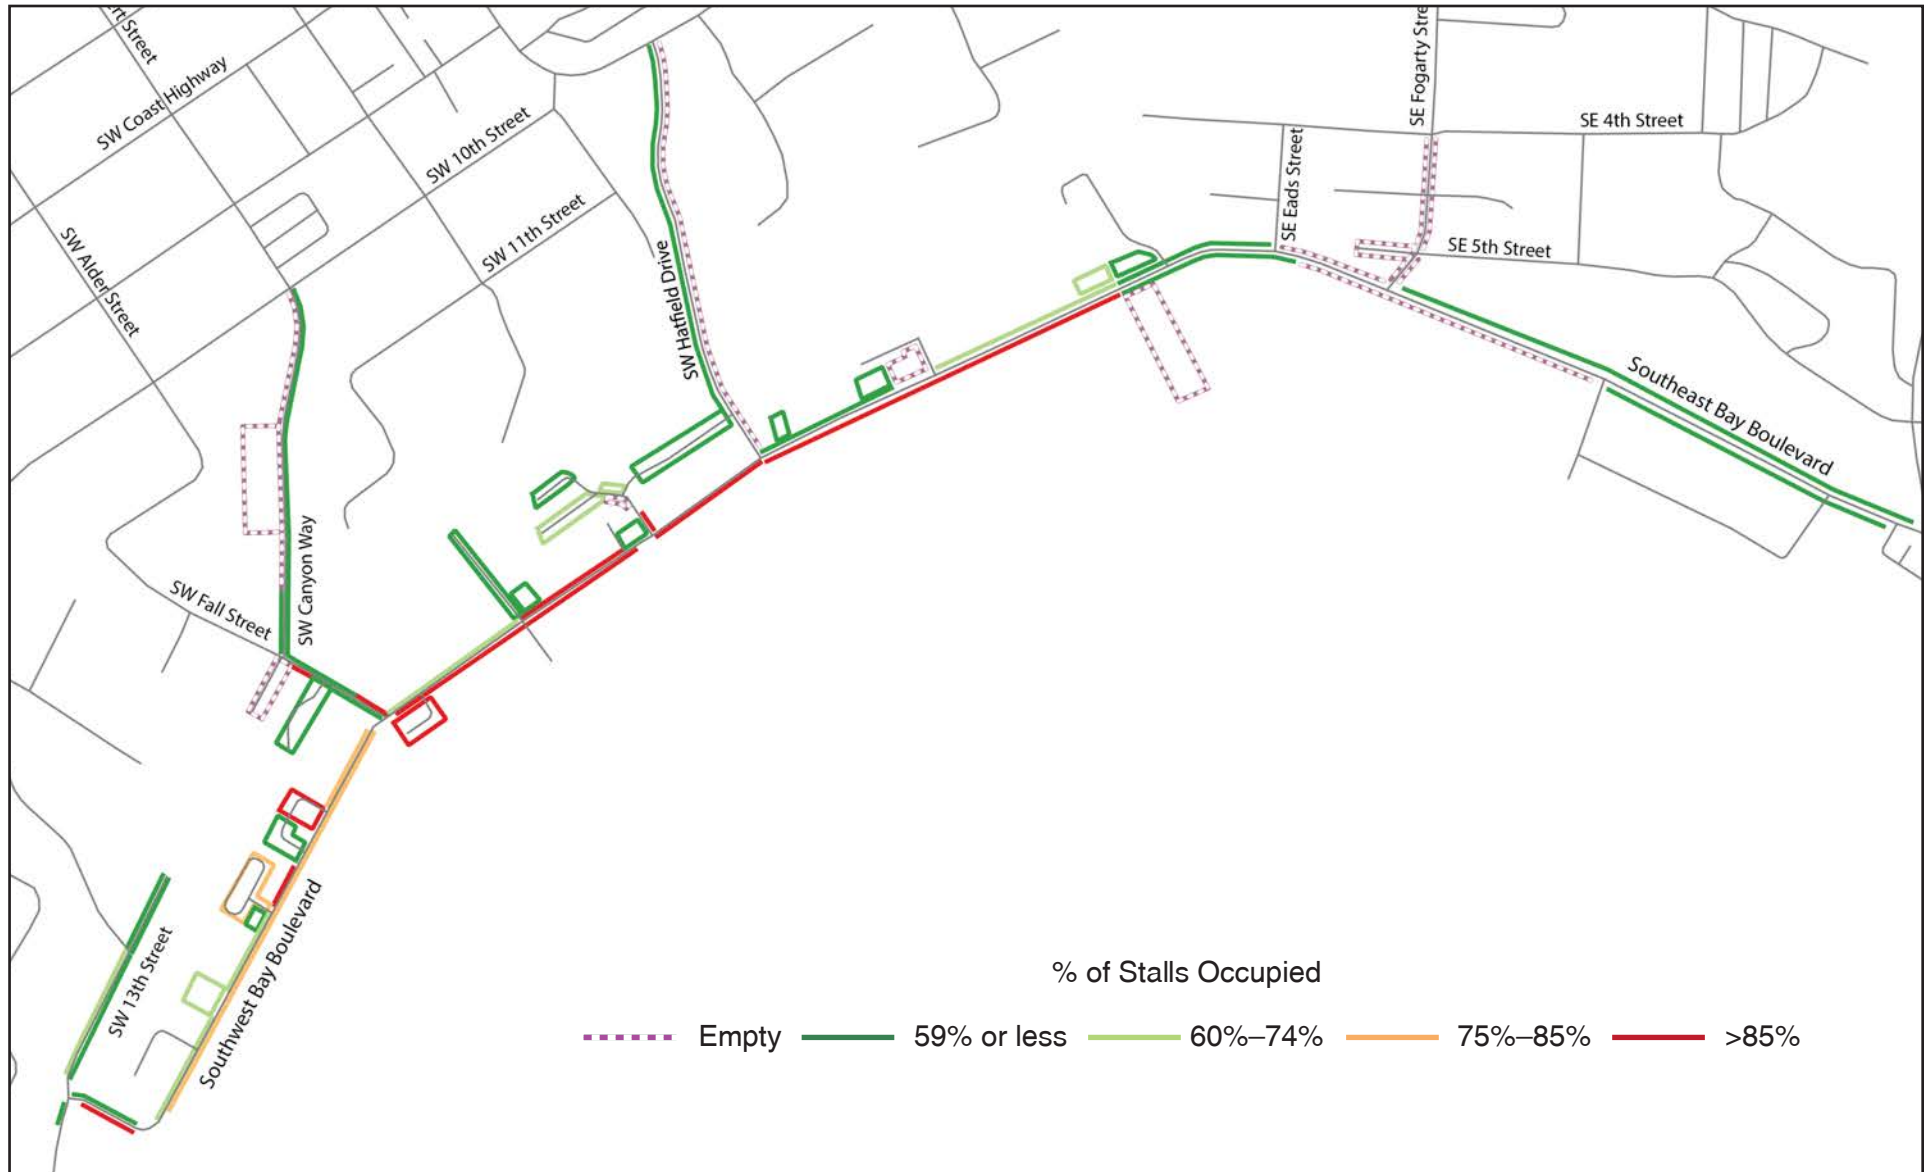 rt Street
SW Coast Highway
SW 10th Street
SW 11th Street
SW Alder Street
SW Hatfield Drive
SE Fogarty Stre
SE 4th Street
SE Eads Street
SE 5th Street
Southeast Bay Boulevard
SW Canyon Way
SW Fall Street
SW 13th Street
Southwest Bay Boulevard
% of Stalls Occupied
Empty
59% or less
60%–74%
75%–85%
>85%